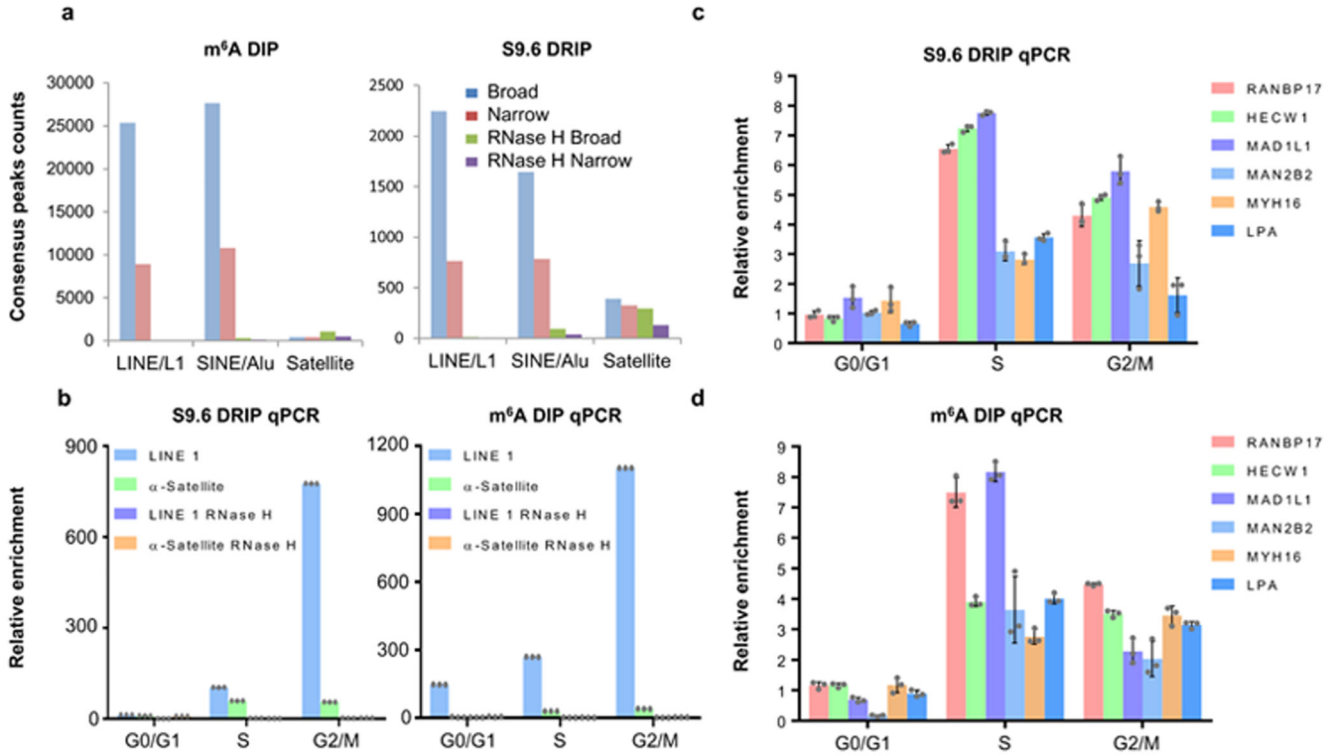 a
m⁶A DIP
Consensus peaks counts
30000
25000
20000
15000
10000
5000
0
LINE/L1 SINE/Alu Satellite
S9.6 DRIP
2500
2000
1500
1000
500
0
Broad
Narrow
RNase H Broad
RNase H Narrow
LINE/L1 SINE/Alu Satellite
b
S9.6 DRIP qPCR
Relative enrichment
900
600
300
0
LINE 1
α-Satellite
LINE 1 RNase H
α-Satellite RNase H
G0/G1 S G2/M
m⁶A DIP qPCR
1200
900
600
300
0
LINE 1
α-Satellite
LINE 1 RNase H
α-Satellite RNase H
G0/G1 S G2/M
c
S9.6 DRIP qPCR
Relative enrichment
9
8
7
6
5
4
3
2
1
0
G0/G1 S G2/M
RANBP17
HECW1
MAD1L1
MAN2B2
MYH16
LPA
d
m⁶A DIP qPCR
Relative enrichment
9
8
7
6
5
4
3
2
1
0
G0/G1 S G2/M
RANBP17
HECW1
MAD1L1
MAN2B2
MYH16
LPA